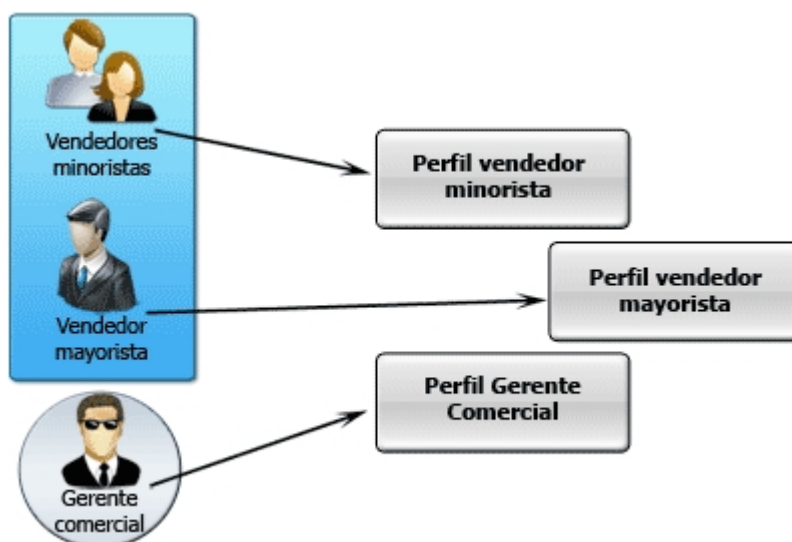 Vendedores
minoristas
Perfil vendedor
minorista
Vendedor
mayorista
Perfil vendedor
mayorista
Gerente
comercial
Perfil Gerente
Comercial